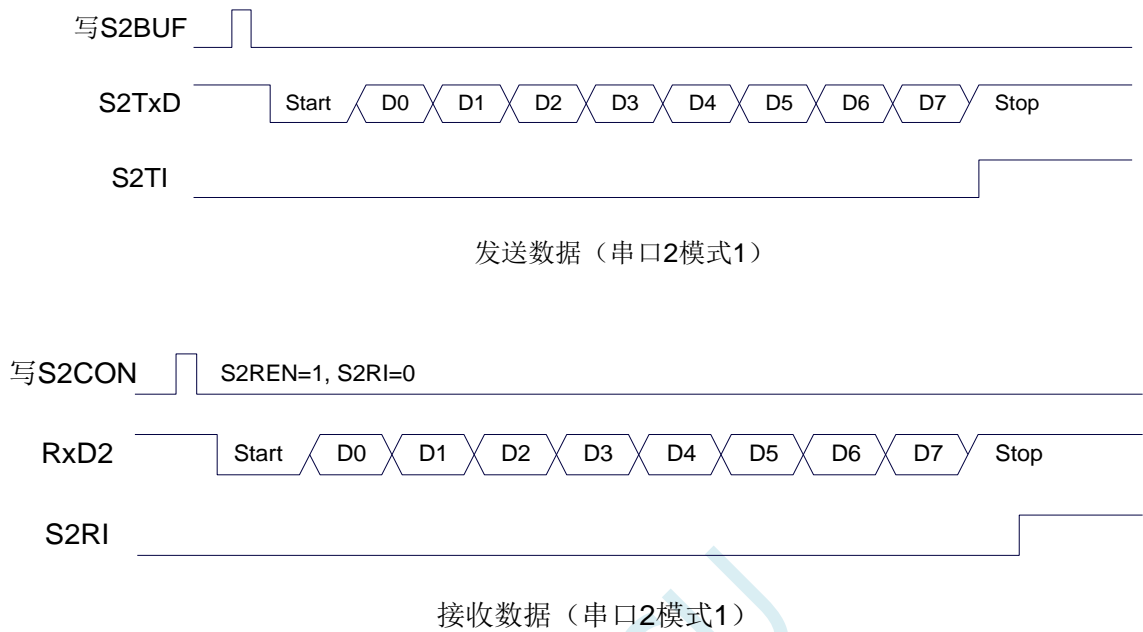 写S2BUF
S2TxD Start D0 D1 D2 D3 D4 D5 D6 D7 Stop
S2TI
发送数据（串口2模式1）
写S2CON S2REN=1, S2RI=0
RxD2 Start D0 D1 D2 D3 D4 D5 D6 D7 Stop
S2RI
接收数据（串口2模式1）